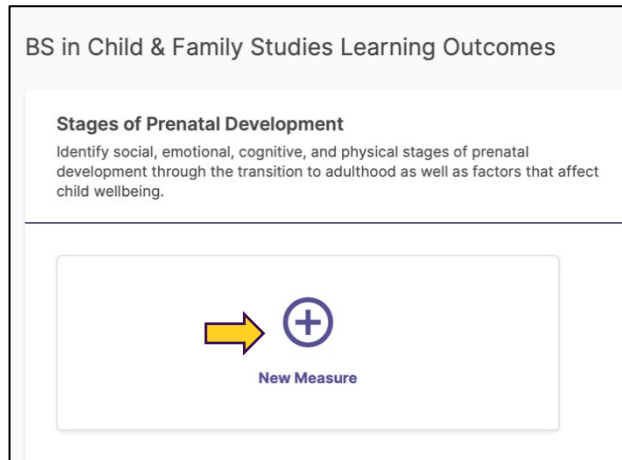 BS in Child & Family Studies Learning Outcomes
Stages of Prenatal Development
Identify social, emotional, cognitive, and physical stages of prenatal
development through the transition to adulthood as well as factors that affect
child wellbeing.
New Measure